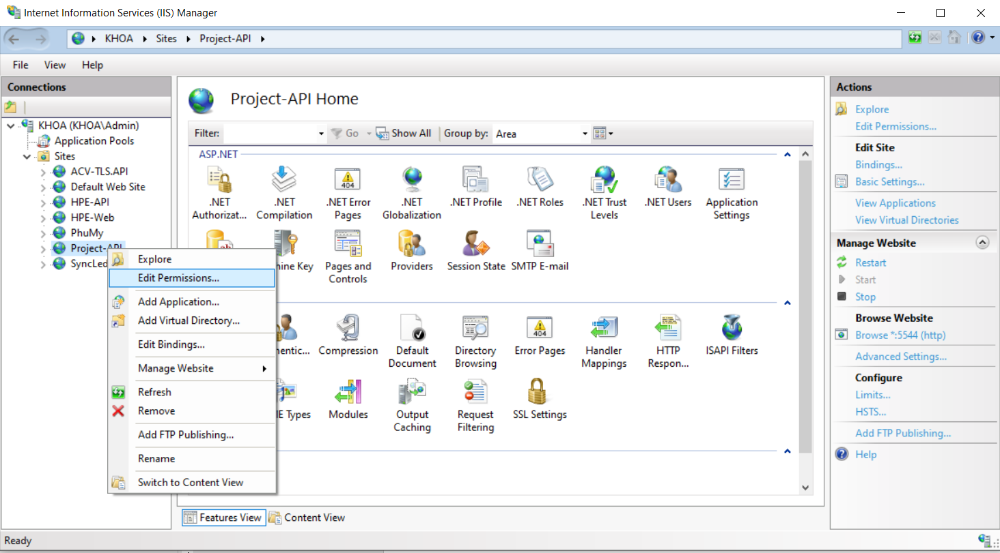 Internet Information Services (IIS) Manager
KHOA
Sites
Project-API
File
View
Help
Connections
KHOA (KHOA\Admin)
Application Pools
Sites
ACV-TLS.API
Default Web Site
HPE-API
HPE-Web
PhuMy
Project-API
SyncLed
Explore
Edit Permissions...
Add Application...
Add Virtual Directory...
Edit Bindings...
Manage Website
Refresh
Remove
Add FTP Publishing...
Rename
Switch to Content View
Project-API Home
Filter:
Go
Show All
Group by:
Area
ASP.NET
.NET
Authorizat...
.NET
Compilation
404
.NET Error
Pages
.NET
Globalization
.NET Profile
.NET Roles
.NET Trust
Levels
.NET Users
Application
Settings
ab
hine Key
Pages and
Controls
Providers
Session State
SMTP E-mail
hentic...
Compression
Default
Document
Directory
Browsing
404
Error Pages
Handler
Mappings
HTTP
Respon...
ISAPI Filters
E Types
Modules
Output
Caching
Request
Filtering
SSL Settings
Features View
Content View
Actions
Explore
Edit Permissions...
Edit Site
Bindings...
Basic Settings...
View Applications
View Virtual Directories
Manage Website
Restart
Start
Stop
Browse Website
Browse *:5544 (http)
Advanced Settings...
Configure
Limits...
HSTS...
Add FTP Publishing...
Help
Ready